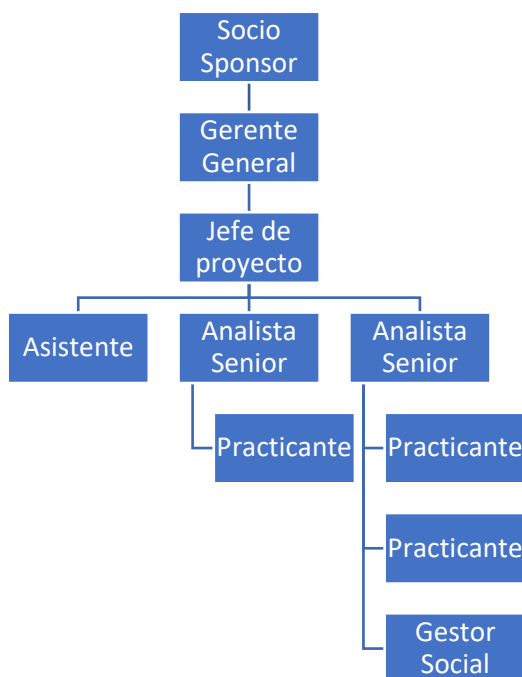 Socio
Sponsor
Gerente
General
Jefe de
proyecto
Asistente
Analista
Senior
Analista
Senior
Practicante
Practicante
Practicante
Gestor
Social